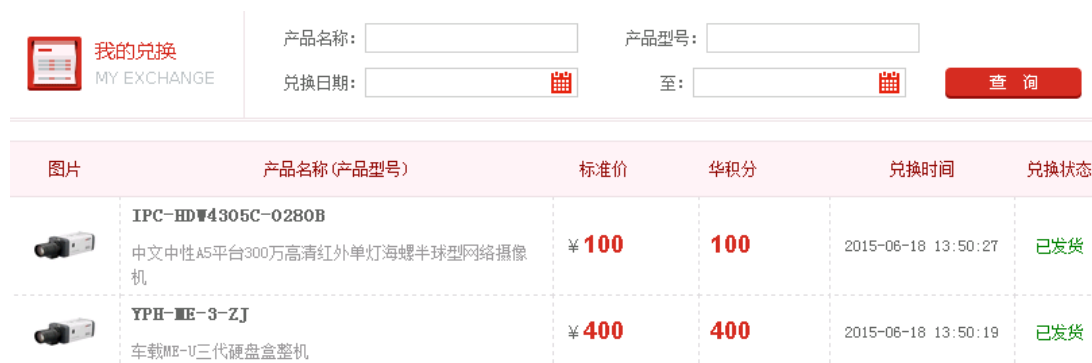 我的兑换
MY EXCHANGE
产品名称：
产品型号：
兑换日期：
至：
查 询
图片 产品名称(产品型号) 标准价 华积分 兑换时间 兑换状态
IPC-HDW4305C-0280B
中文中性A5平台300万高清红外单灯海螺半球型网络摄像
机
￥100 100 2015-06-18 13:50:27 已发货
YPH-ME-3-ZJ
车载ME-U三代硬盘盒整机
￥400 400 2015-06-18 13:50:19 已发货